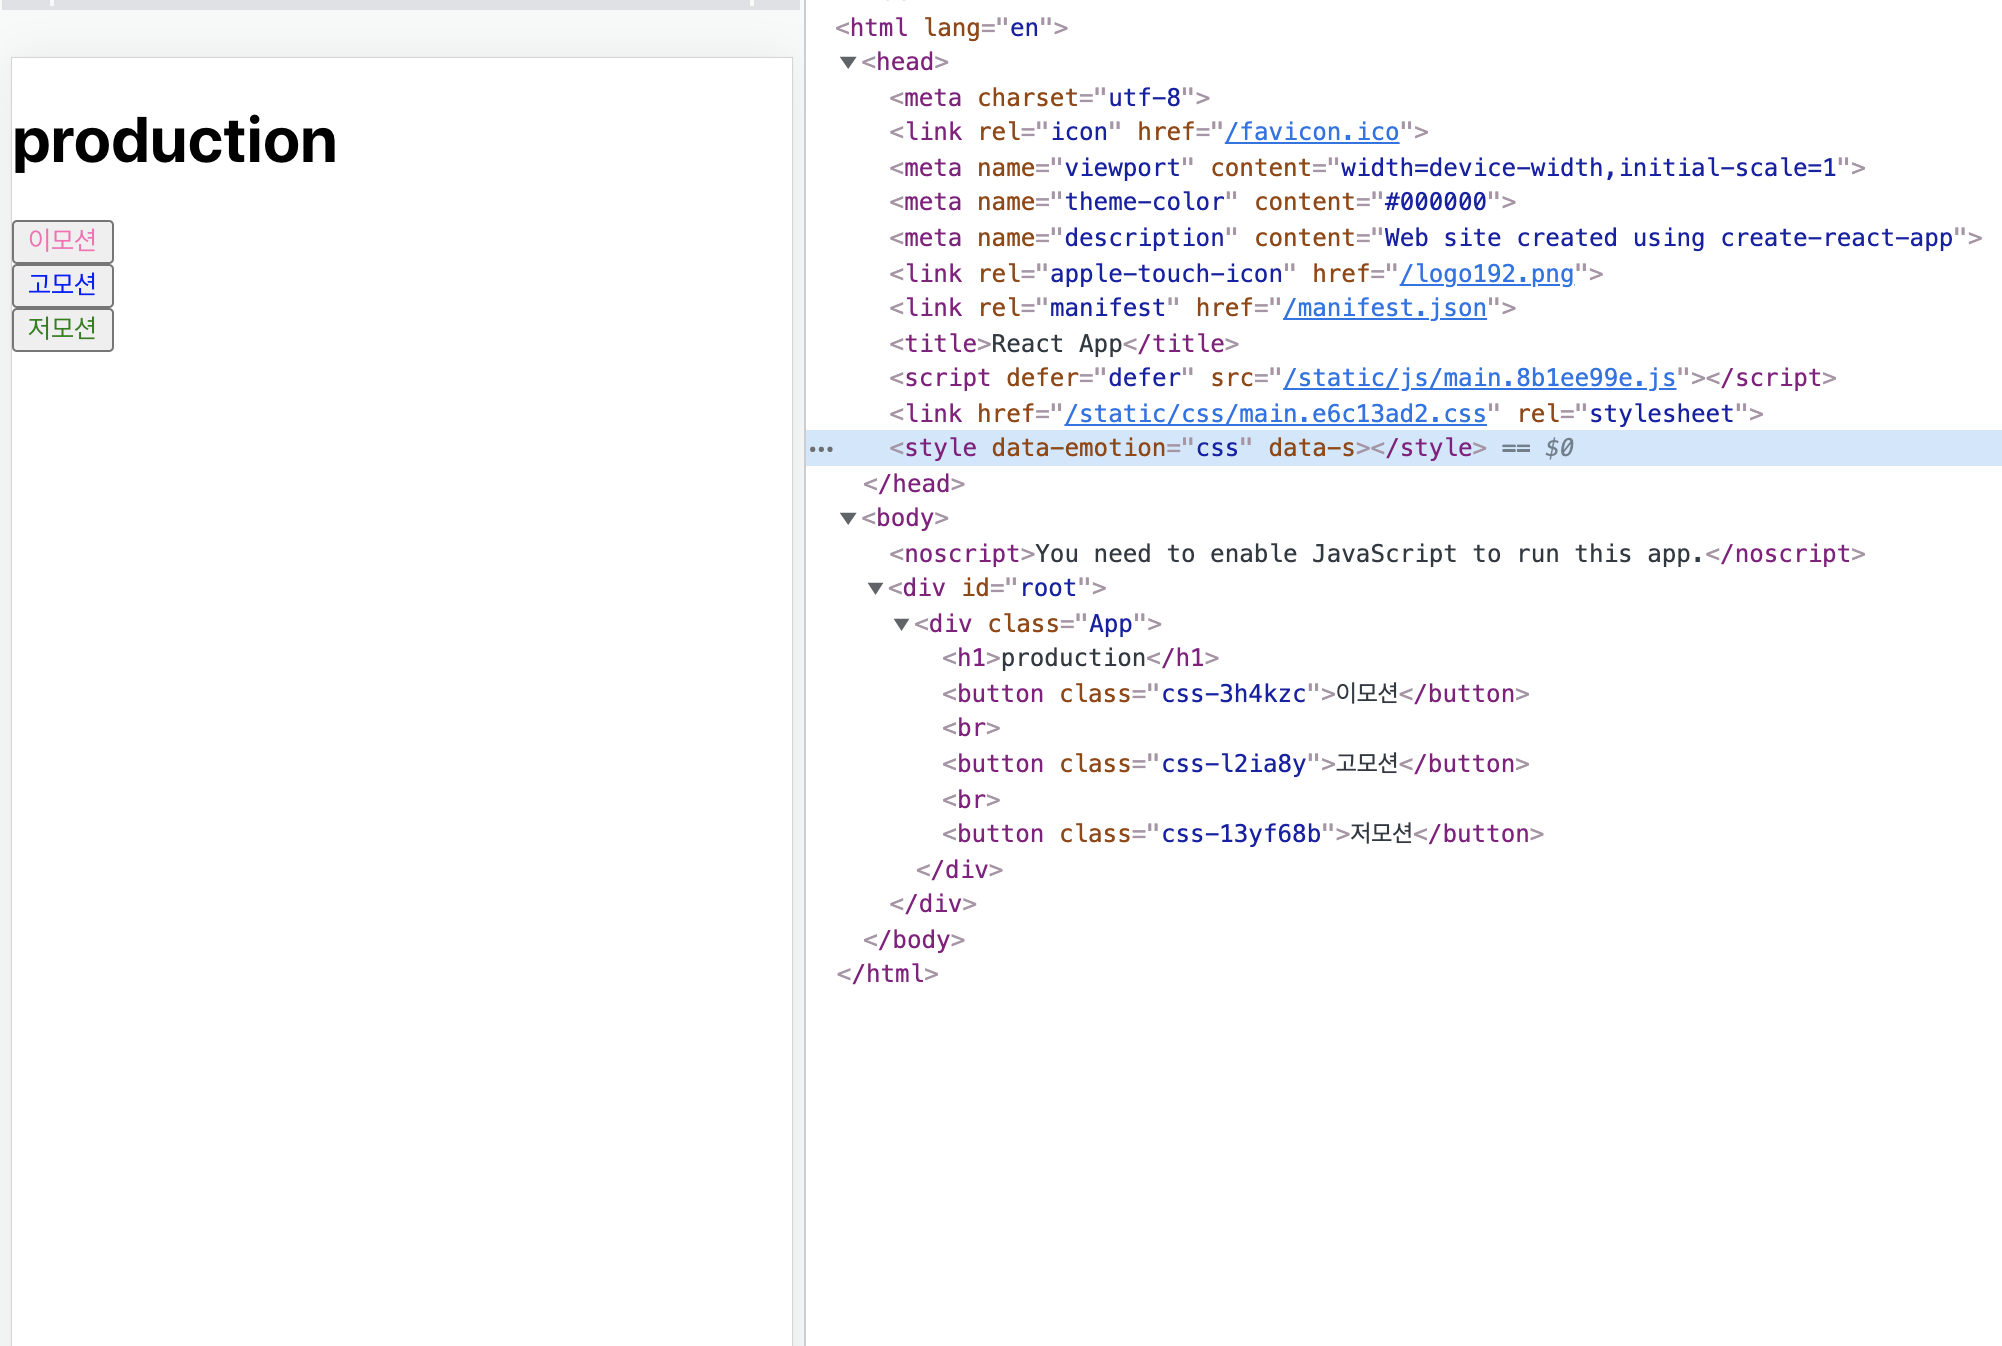 production
이모션
고모션
저모션
<html lang="en">
▼<head>
<meta charset="utf-8">
<link rel="icon" href="/favicon.ico">
<meta name="viewport" content="width=device-width,initial-scale=1">
<meta name="theme-color" content="#000000">
<meta name="description" content="Web site created using create-react-app">
<link rel="apple-touch-icon" href="/logo192.png">
<link rel="manifest" href="/manifest.json">
<title>React App</title>
<script defer="defer" src="/static/js/main.8b1ee99e.js"></script>
<link href="/static/css/main.e6c13ad2.css" rel="stylesheet">
<style data-emotion="css" data-s></style> == $0
</head>
▼<body>
<noscript>You need to enable JavaScript to run this app.</noscript>
▼<div id="root">
▼<div class="App">
<h1>production</h1>
<button class="css-3h4kzc">이모션</button>
<br>
<button class="css-l2ia8y">고모션</button>
<br>
<button class="css-13yf68b">저모션</button>
</div>
</div>
</body>
</html>